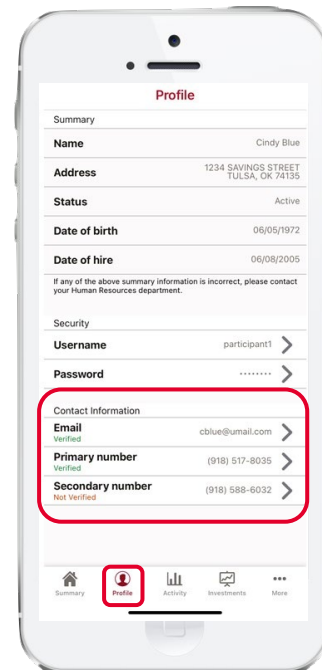 Profile
Summary
Name Cindy Blue
Address 1234 SAVINGS STREET
TULSA, OK 74135
Status Active
Date of birth 06/05/1972
Date of hire 06/08/2005
If any of the above summary information is incorrect, please contact
your Human Resources department.
Security
Username participant1
Password ········
Contact Information
Email cblue@umail.com
Verified
Primary number (918) 517-8035
Verified
Secondary number (918) 588-6032
Not Verified
Summary Profile Activity Investments More